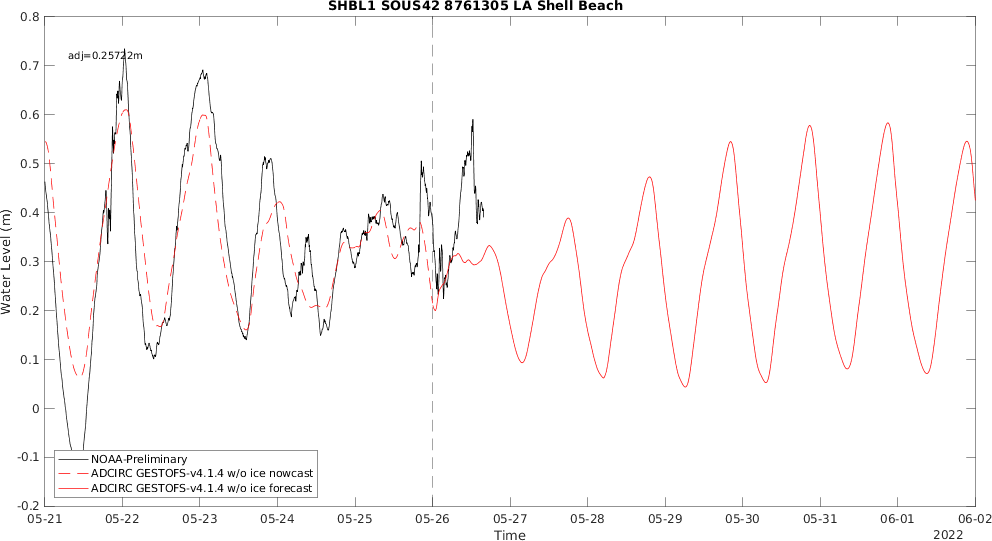 SHBL1 SOUS42 8761305 LA Shell Beach
adj=0.25722m
Water Level (m)
0.8
0.7
0.6
0.5
0.4
0.3
0.2
0.1
0
-0.1
-0.2
NOAA-Preliminary
ADCIRC GESTOFS-v4.1.4 w/o ice nowcast
ADCIRC GESTOFS-v4.1.4 w/o ice forecast
05-21 05-22 05-23 05-24 05-25 05-26 05-27 05-28 05-29 05-30 05-31 06-01 06-02
Time
2022